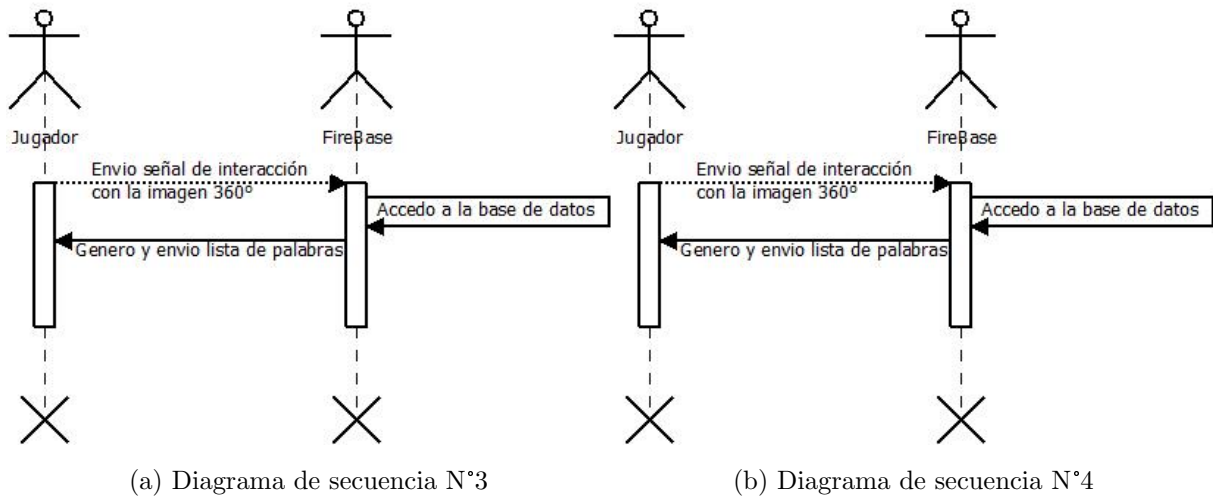 Jugador
FireBase
Envio señal de interacción
con la imagen 360º
Accedo a la base de datos
Genero y envio lista de palabras
(a) Diagrama de secuencia N°3
Jugador
FireBase
Envio señal de interacción
con la imagen 360º
Accedo a la base de datos
Genero y envio lista de palabras
(b) Diagrama de secuencia N°4